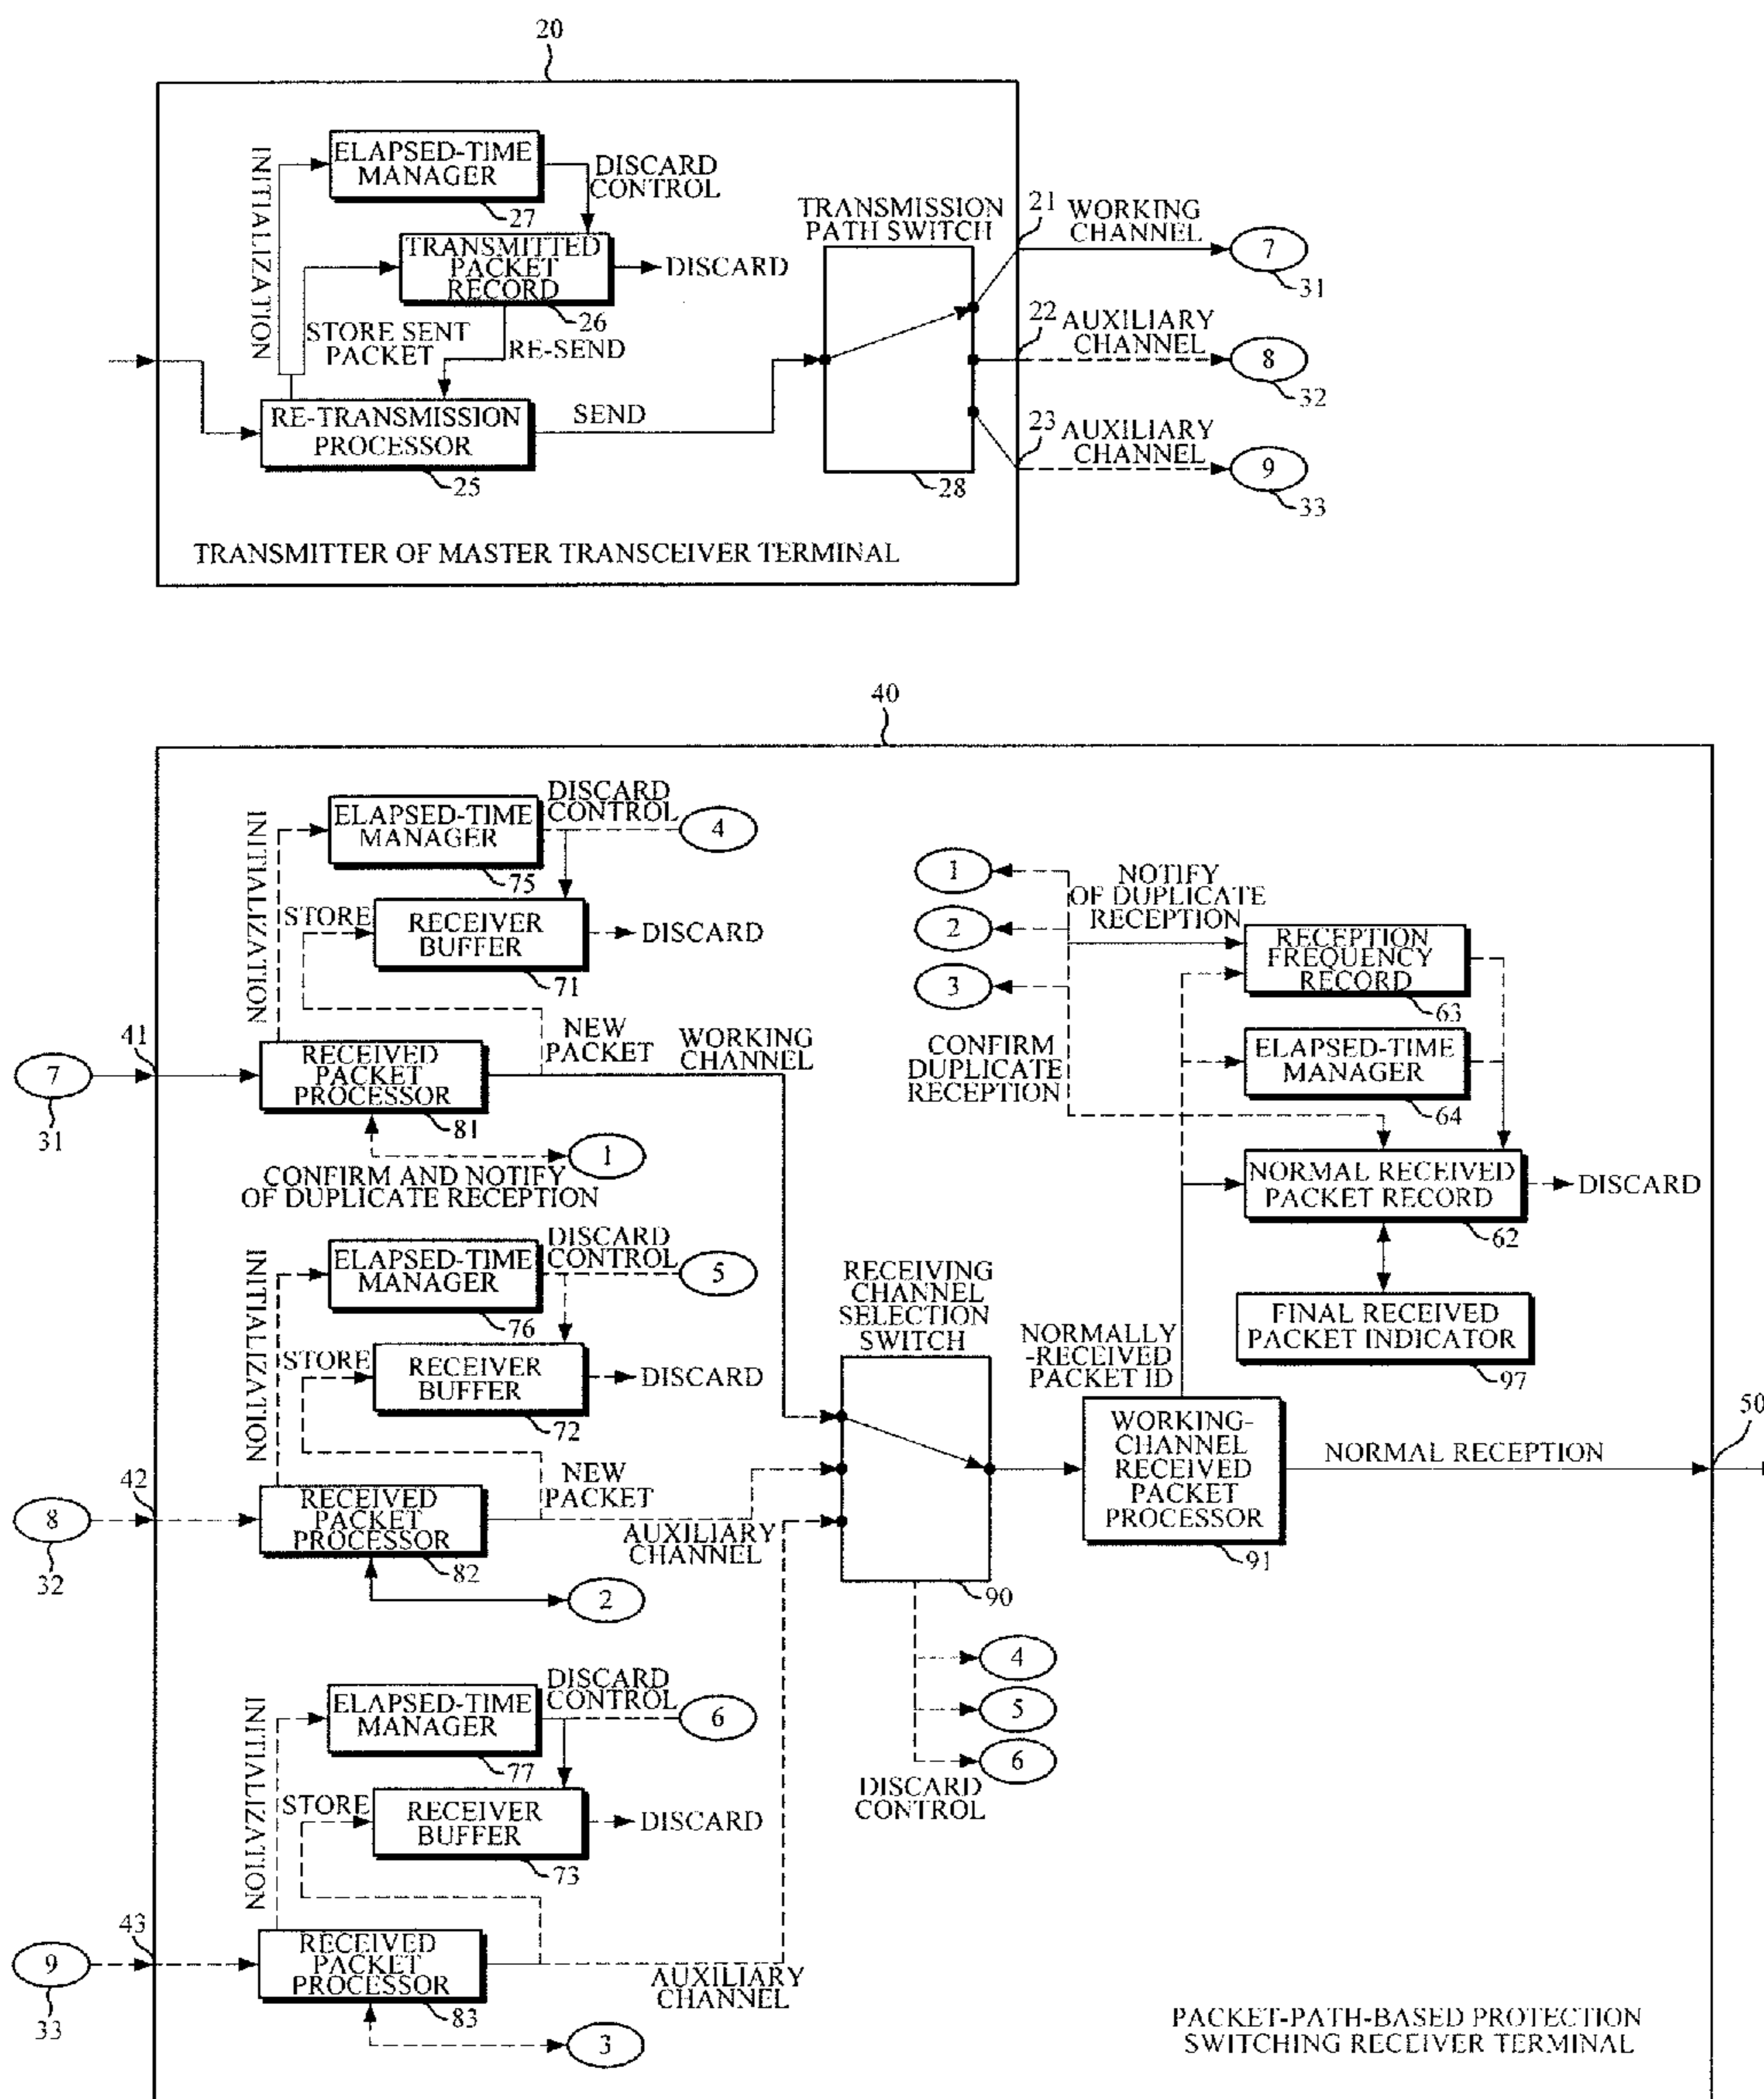 20
ELAPSED-TIME
MANAGER
27
INITIALIZATION
DISCARD
CONTROL
TRANSMITTED
PACKET
RECORD
26
DISCARD
STORE SENT
PACKET
RE-SEND
RE-TRANSMISSION
PROCESSOR
25
SEND
TRANSMISSION
PATH SWITCH
28
21
WORKING
CHANNEL
7
31
22
AUXILIARY
CHANNEL
8
32
23
AUXILIARY
CHANNEL
9
33
TRANSMITTER OF MASTER TRANSCEIVER TERMINAL
40
INITIALIZATION
ELAPSED-TIME
MANAGER
75
DISCARD
CONTROL
4
STORE
RECEIVER
BUFFER
71
DISCARD
7
31
41
RECEIVED
PACKET
PROCESSOR
81
NEW
PACKET
WORKING
CHANNEL
1
CONFIRM AND NOTIFY
OF DUPLICATE RECEPTION
INITIALIZATION
ELAPSED-TIME
MANAGER
76
DISCARD
CONTROL
5
STORE
RECEIVER
BUFFER
72
DISCARD
8
32
42
RECEIVED
PACKET
PROCESSOR
82
NEW
PACKET
AUXILIARY
CHANNEL
2
INITIALIZATION
ELAPSED-TIME
MANAGER
77
DISCARD
CONTROL
6
STORE
RECEIVER
BUFFER
73
DISCARD
9
33
43
RECEIVED
PACKET
PROCESSOR
83
AUXILIARY
CHANNEL
3
1
2
3
NOTIFY
OF DUPLICATE
RECEPTION
CONFIRM
DUPLICATE
RECEPTION
RECEPTION
FREQUENCY
RECORD
63
ELAPSED-TIME
MANAGER
64
NORMAL RECEIVED
PACKET RECORD
62
DISCARD
FINAL RECEIVED
PACKET INDICATOR
97
RECEIVING
CHANNEL
SELECTION
SWITCH
90
NORMALLY
-RECEIVED
PACKET ID
WORKING-
CHANNEL
RECEIVED
PACKET
PROCESSOR
91
NORMAL RECEPTION
50
4
5
6
DISCARD
CONTROL
PACKET-PATH-BASED PROTECTION
SWITCHING RECEIVER TERMINAL